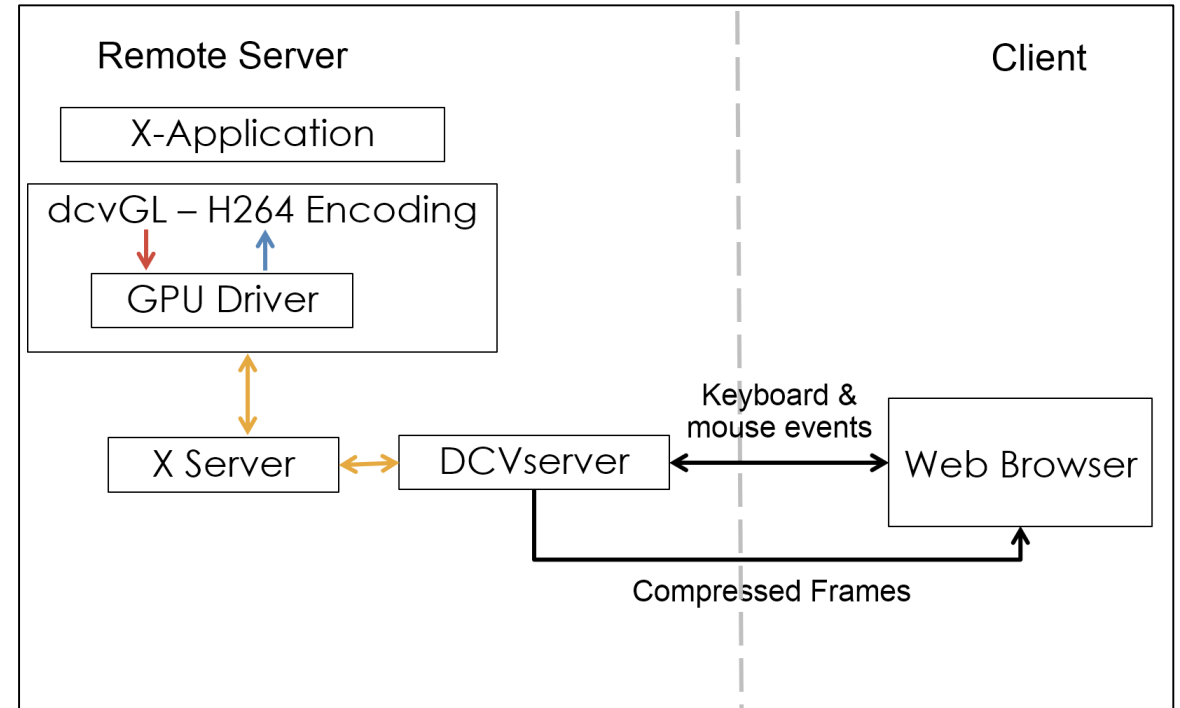 Remote Server
Client
X-Application
dcvGL – H264 Encoding
GPU Driver
Keyboard &
mouse events
X Server
DCVserver
Web Browser
Compressed Frames